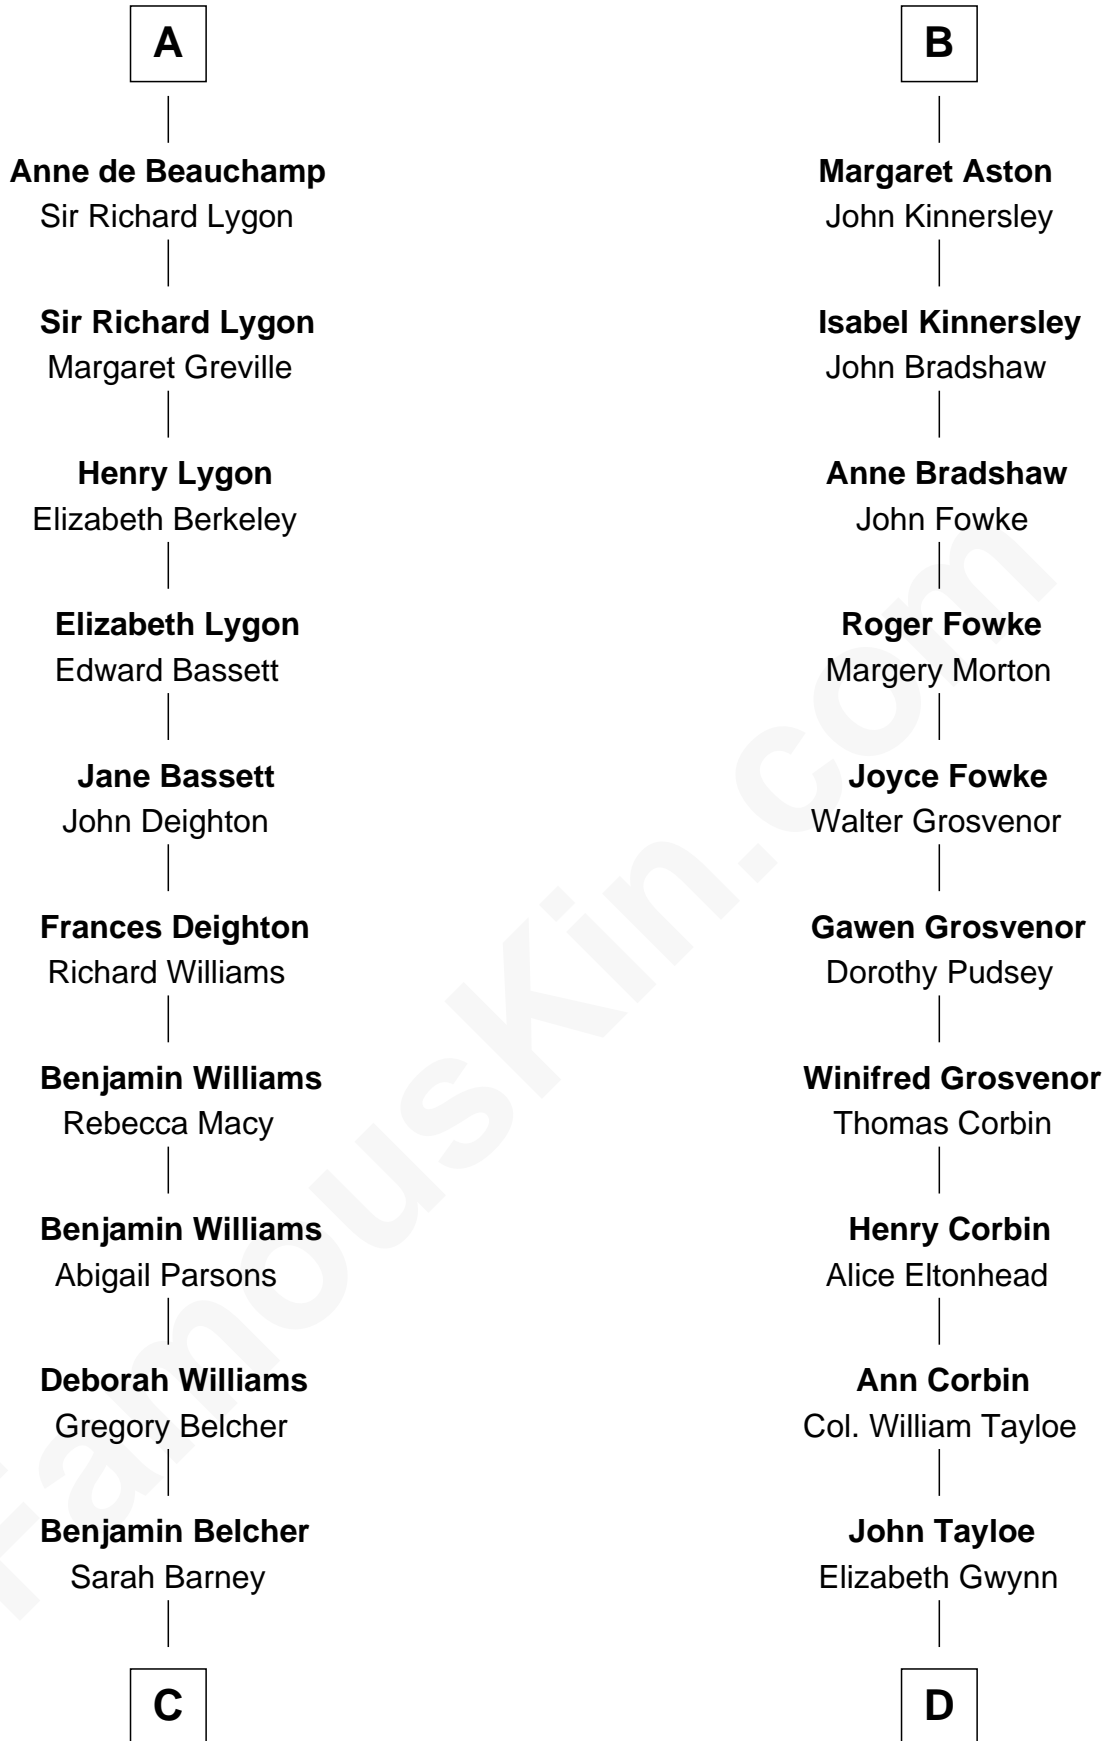 A
Anne de Beauchamp
Sir Richard Lygon
Sir Richard Lygon
Margaret Greville
Henry Lygon
Elizabeth Berkeley
Elizabeth Lygon
Edward Bassett
Jane Bassett
John Deighton
Frances Deighton
Richard Williams
Benjamin Williams
Rebecca Macy
Benjamin Williams
Abigail Parsons
Deborah Williams
Gregory Belcher
Benjamin Belcher
Sarah Barney
C
B
Margaret Aston
John Kinnersley
Isabel Kinnersley
John Bradshaw
Anne Bradshaw
John Fowke
Roger Fowke
Margery Morton
Joyce Fowke
Walter Grosvenor
Gawen Grosvenor
Dorothy Pudsey
Winifred Grosvenor
Thomas Corbin
Henry Corbin
Alice Eltonhead
Ann Corbin
Col. William Tayloe
John Tayloe
Elizabeth Gwynn
D
FamousKin.com